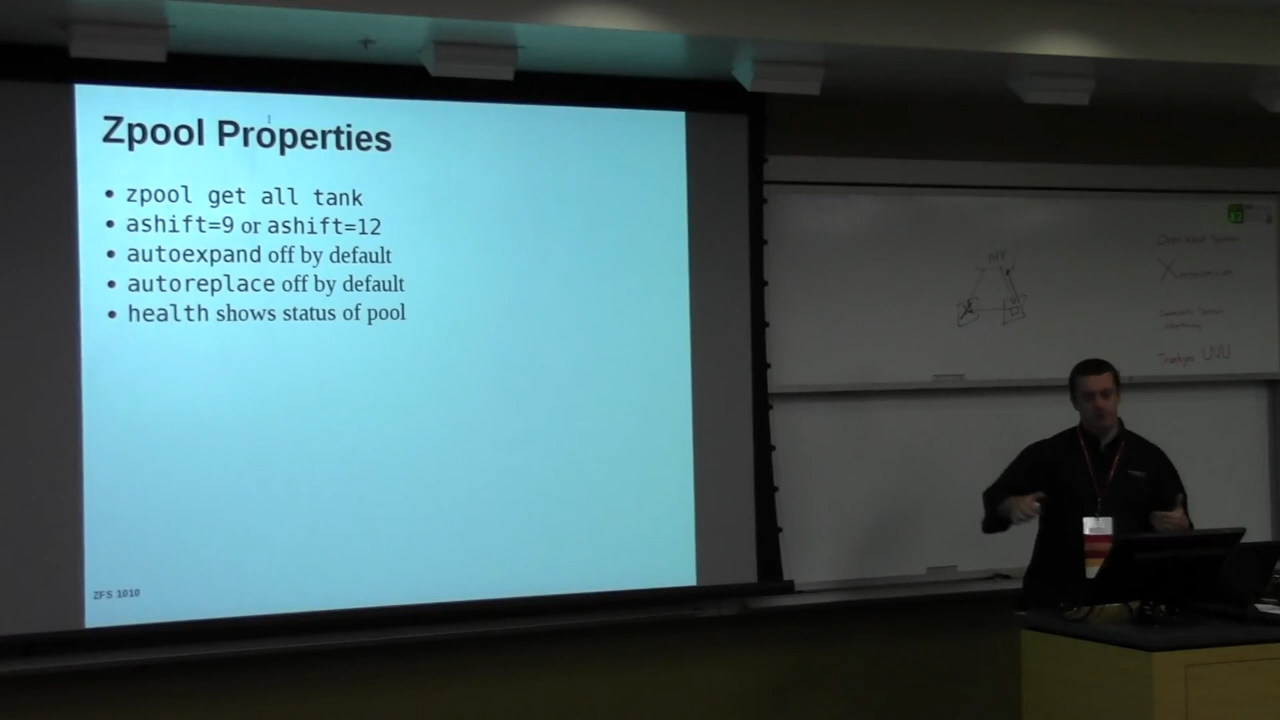 Zpool Properties
• zpool get all tank
• ashift=9 or ashift=12
• autoexpand off by default
• autoreplace off by default
• health shows status of pool
ZFS 1010
UVU